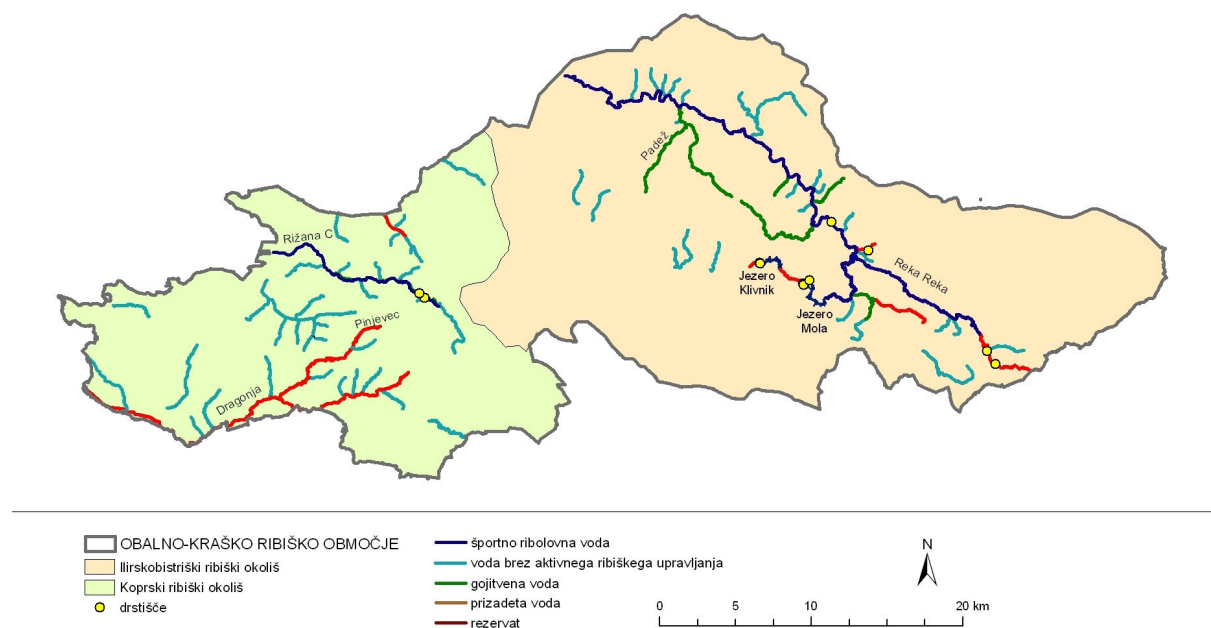 Padež
Rižana C
Reka Reka
Jezero
Klivnik
Jezero
Mola
Pinjevec
Dragonja
OBALNO-KRAŠKO RIBIŠKO OBMOČJE
Ilirskobistriški ribiški okoliš
Koprski ribiški okoliš
drstišče
športno ribolovna voda
voda brez aktivnega ribiškega upravljanja
gojitvena voda
prizadeta voda
rezervat
N
0 5 10 20 km